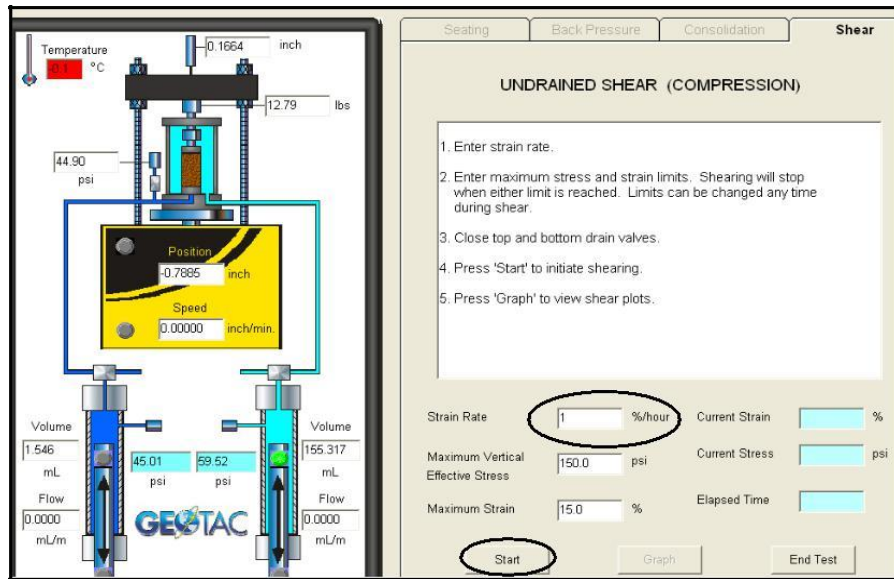 Temperature
-0.1 °C
0.1664 inch
12.79 lbs
44.90
psi
Position
-0.7885 inch
Speed
0.00000 inch/min.
Volume
1.546
mL
Flow
0.0000
mL/m
45.01
psi
59.52
psi
GEOTAC
Volume
155.317
mL
Flow
0.0000
mL/m
Seating
Back Pressure
Consolidation
Shear
UNDRAINED SHEAR (COMPRESSION)
1. Enter strain rate.
2. Enter maximum stress and strain limits. Shearing will stop
when either limit is reached. Limits can be changed any time
during shear.
3. Close top and bottom drain valves.
4. Press 'Start' to initiate shearing.
5. Press 'Graph' to view shear plots.
Strain Rate 1 %/hour
Current Strain %
Maximum Vertical
Effective Stress 150.0 psi
Current Stress psi
Maximum Strain 15.0 %
Elapsed Time
Start
Graph
End Test